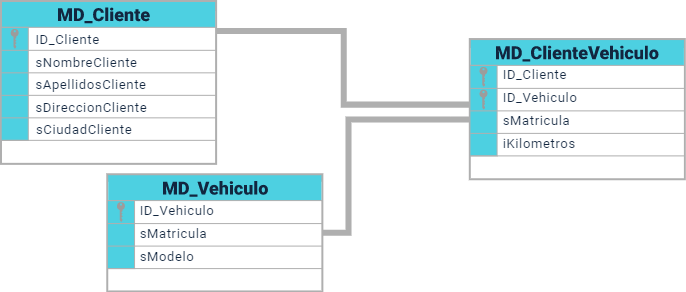 MD_Cliente
ID_Cliente
sNombreCliente
sApellidosCliente
sDireccionCliente
sCiudadCliente
MD_ClienteVehiculo
ID_Cliente
ID_Vehiculo
sMatricula
iKilometros
MD_Vehiculo
ID_Vehiculo
sMatricula
sModelo